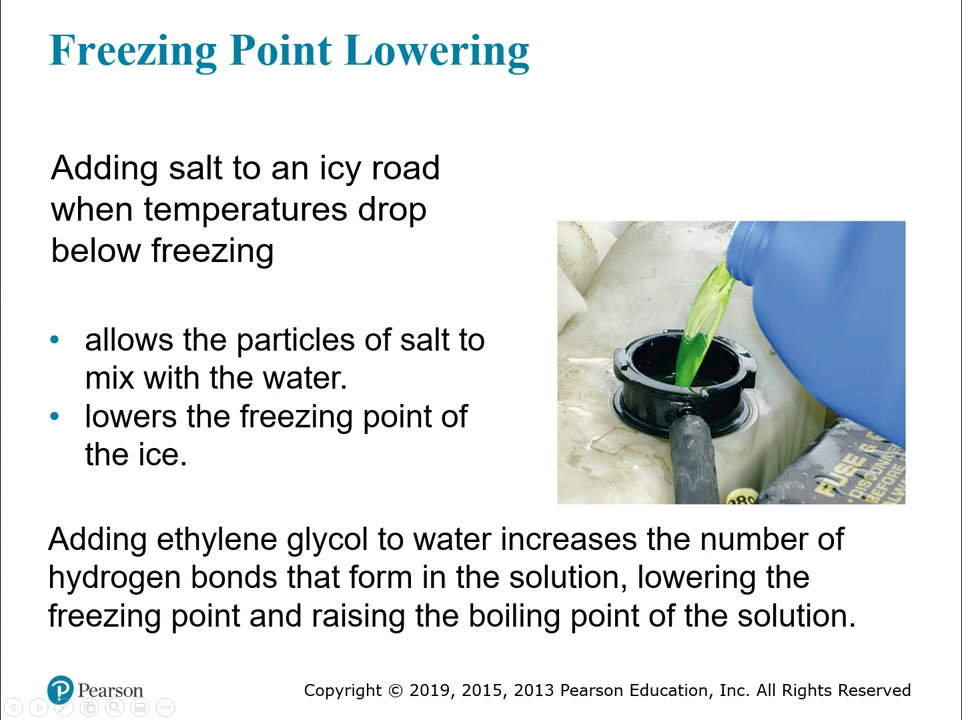 Freezing Point Lowering
Adding salt to an icy road
when temperatures drop
below freezing
• allows the particles of salt to
mix with the water.
• lowers the freezing point of
the ice.
Adding ethylene glycol to water increases the number of
hydrogen bonds that form in the solution, lowering the
freezing point and raising the boiling point of the solution.
Pearson
Copyright © 2019, 2015, 2013 Pearson Education, Inc. All Rights Reserved